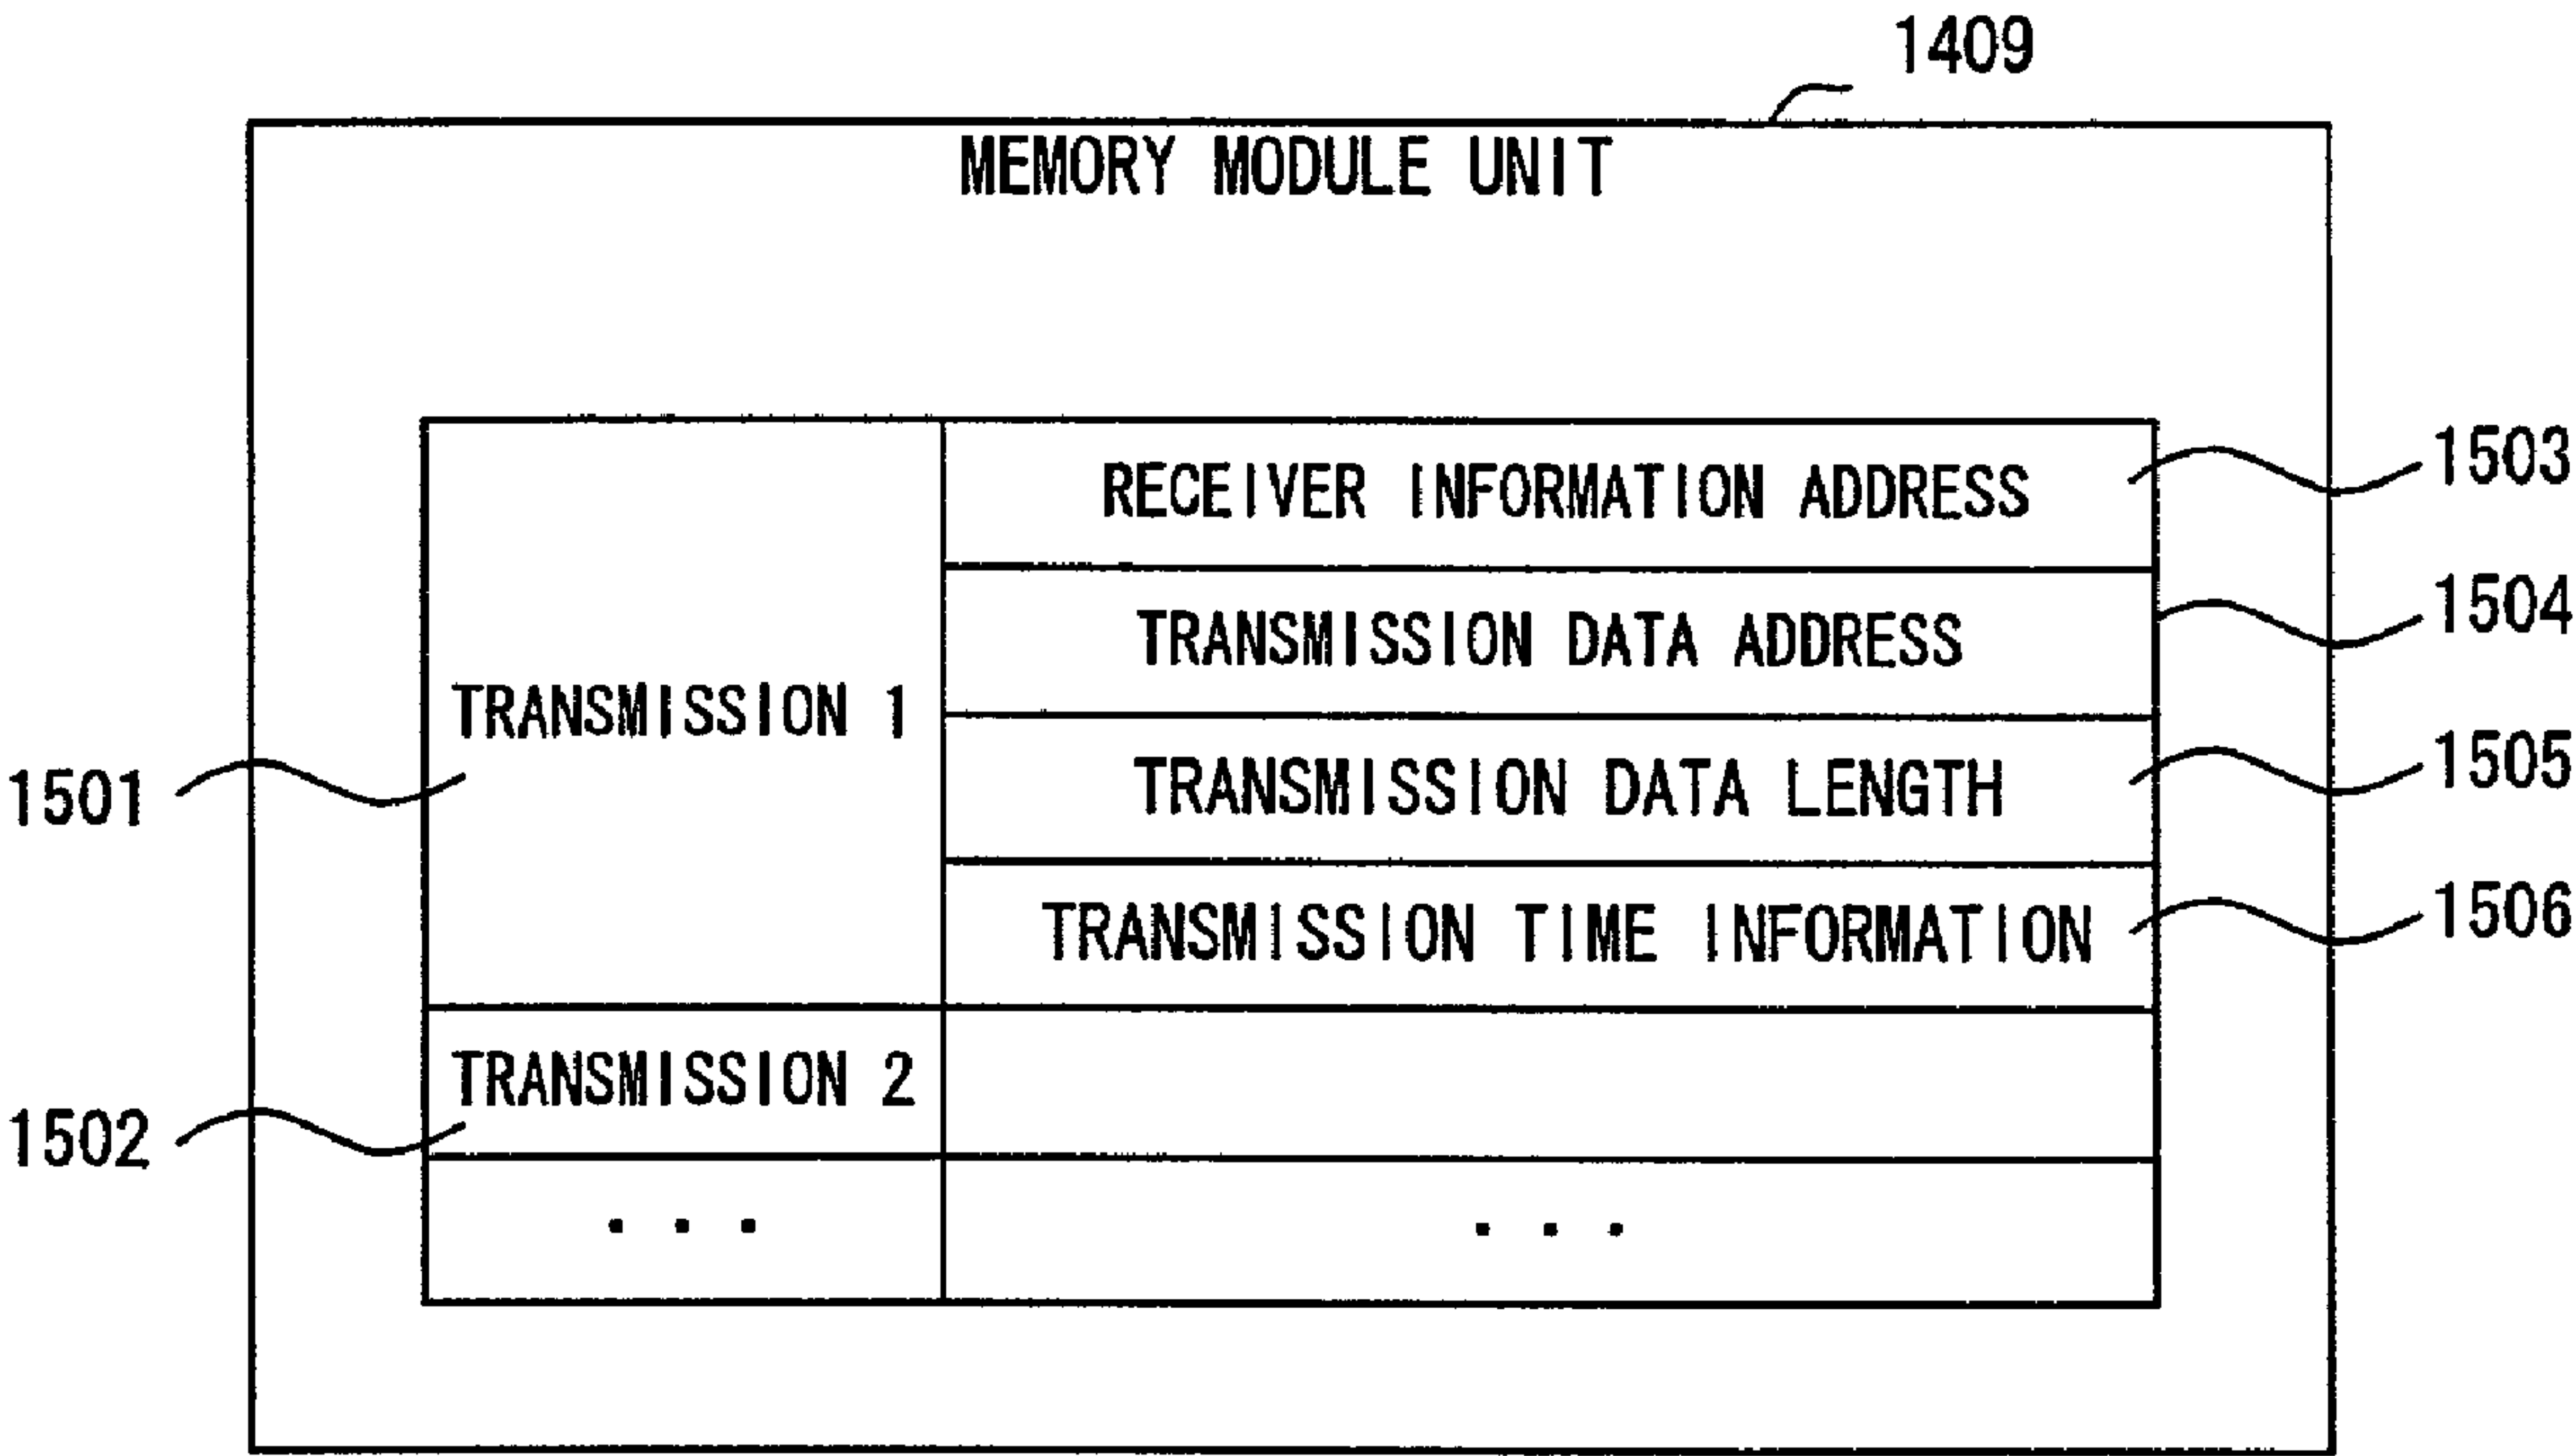 1409
MEMORY MODULE UNIT
RECEIVER INFORMATION ADDRESS
1503
TRANSMISSION DATA ADDRESS
1504
TRANSMISSION 1
TRANSMISSION DATA LENGTH
1505
1501
TRANSMISSION TIME INFORMATION
1506
TRANSMISSION 2
1502
. . .
. . .